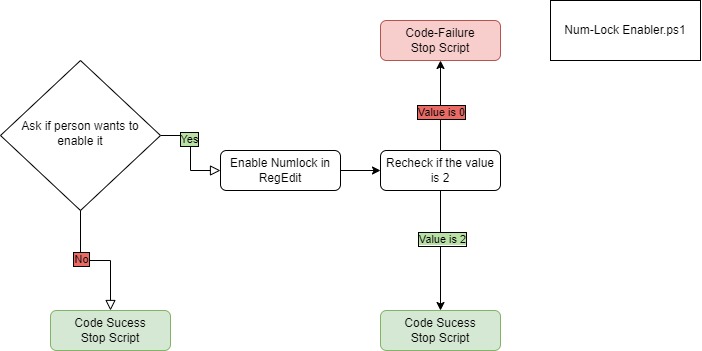 Code-Failure
Stop Script
Num-Lock Enabler.ps1
Value is 0
Ask if person wants to
enable it
Yes
Enable Numlock in
RegEdit
Recheck if the value
is 2
Value is 2
No
Code Sucess
Stop Script
Code Sucess
Stop Script